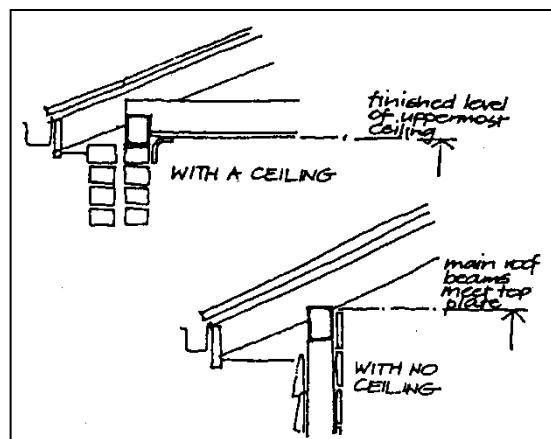 finished level
of uppermost
ceiling
WITH A CEILING
main roof
beams
meet top
plate
WITH NO
CEILING